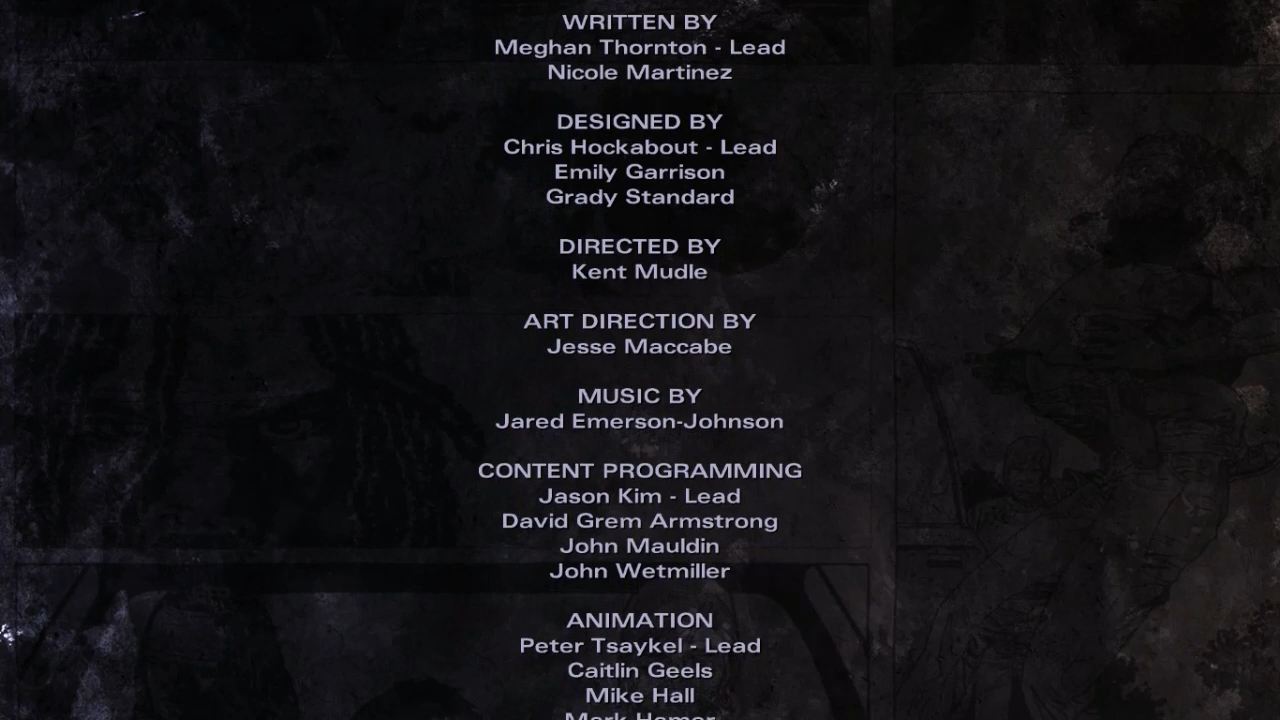 WRITTEN BY
Meghan Thornton - Lead
Nicole Martinez
DESIGNED BY
Chris Hockabout - Lead
Emily Garrison
Grady Standard
DIRECTED BY
Kent Mudle
ART DIRECTION BY
Jesse Maccabe
MUSIC BY
Jared Emerson-Johnson
CONTENT PROGRAMMING
Jason Kim - Lead
David Grem Armstrong
John Mauldin
John Wetmiller
ANIMATION
Peter Tsaykel - Lead
Caitlin Geels
Mike Hall